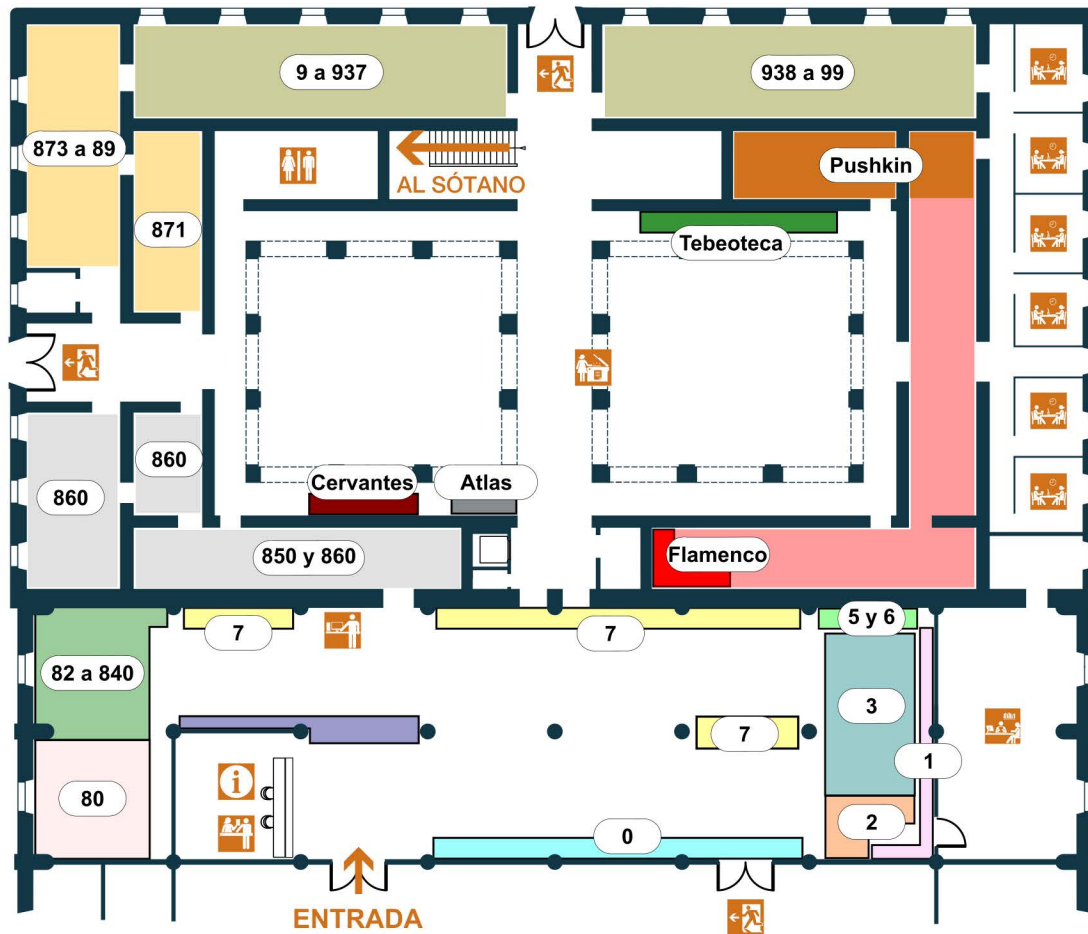 9 a 937
938 a 99
873 a 89
AL SÓTANO
Pushkin
871
Tebeoteca
860
860
Cervantes
Atlas
850 y 860
Flamenco
7
7
5 y 6
82 a 840
3
7
1
80
i
2
0
ENTRADA